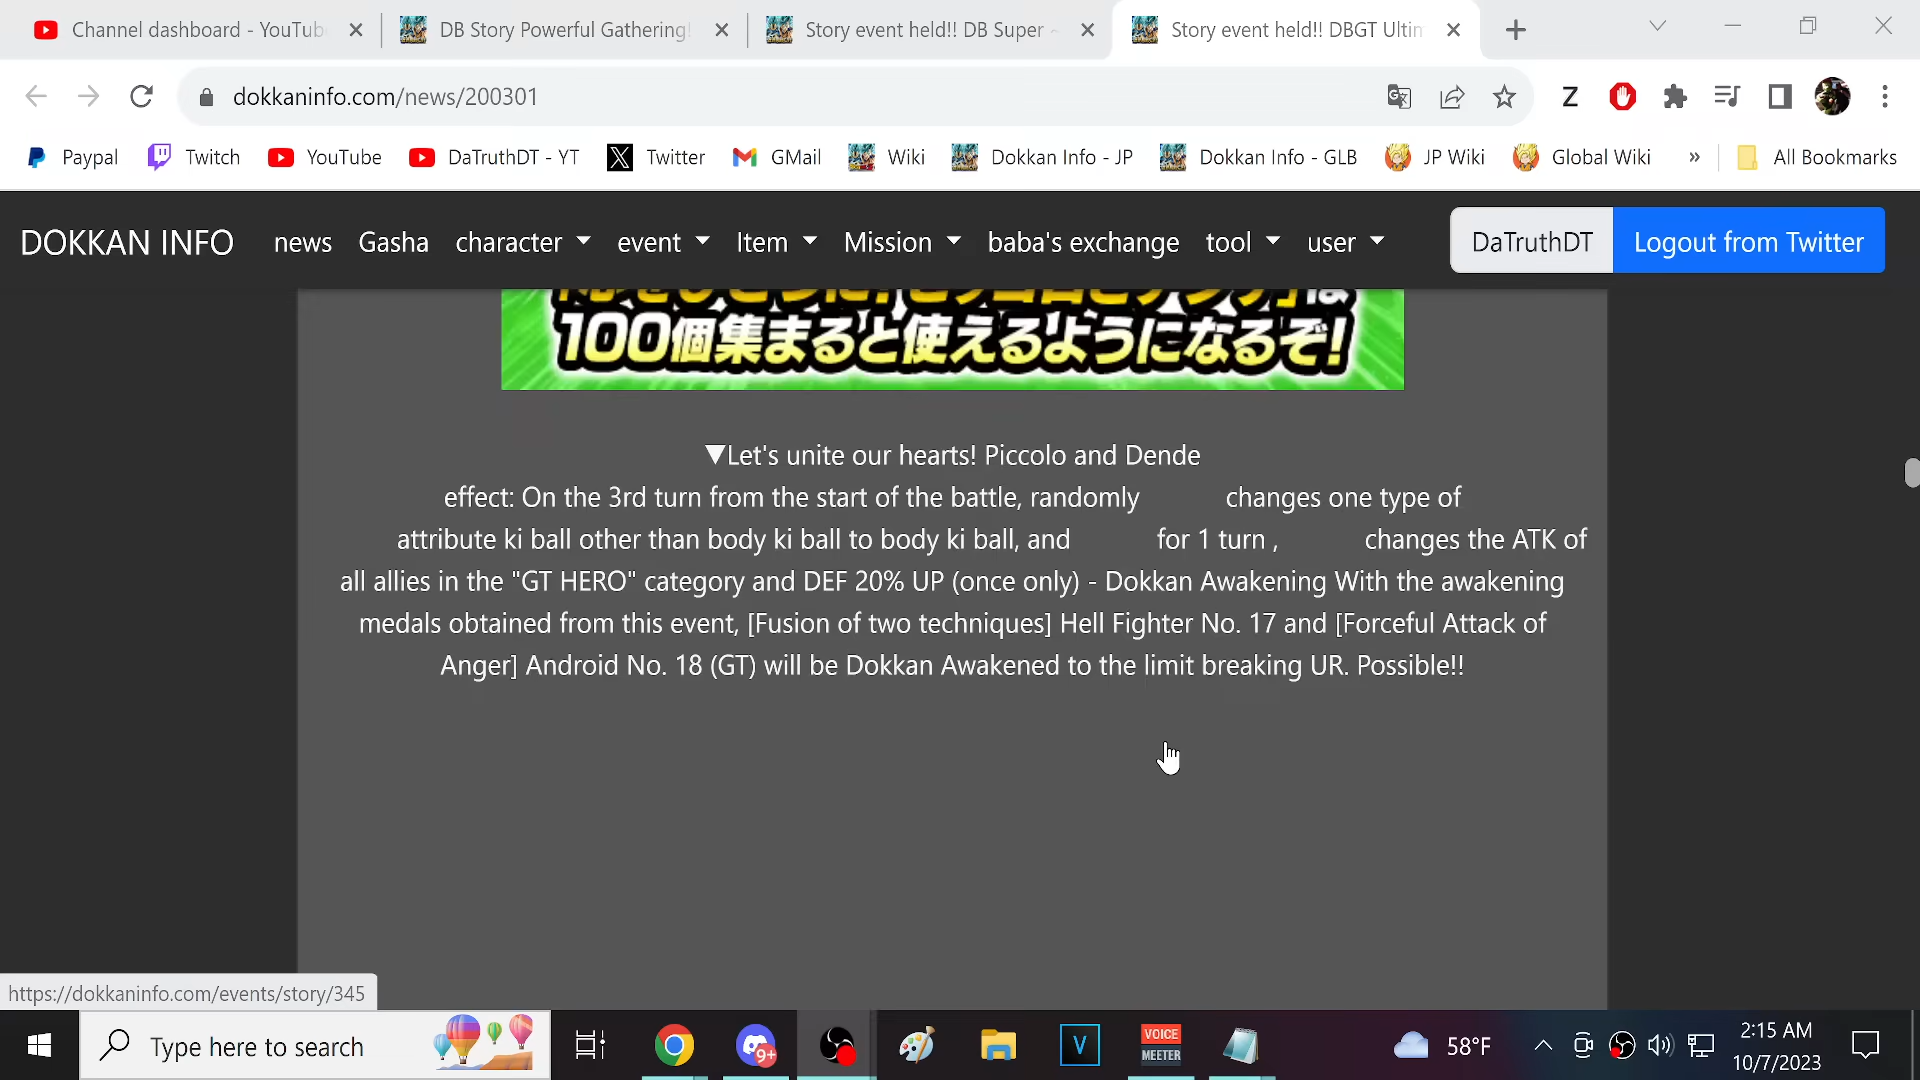 Channel dashboard - YouTub
DB Story Powerful Gathering!
Story event held!! DB Super ~
Story event held!! DBGT Ultim
dokkaninfo.com/news/200301
Paypal
Twitch
YouTube
DaTruthDT - YT
Twitter
GMail
Wiki
Dokkan Info - JP
Dokkan Info - GLB
JP Wiki
Global Wiki
»
All Bookmarks
DOKKAN INFO
news
Gasha
character
event
Item
Mission
baba's exchange
tool
user
DaTruthDT
Logout from Twitter
100個集まると使えるようになるぞ!
▼Let's unite our hearts! Piccolo and Dende
effect: On the 3rd turn from the start of the battle, randomly changes one type of
attribute ki ball other than body ki ball to body ki ball, and for 1 turn , changes the ATK of
all allies in the "GT HERO" category and DEF 20% UP (once only) - Dokkan Awakening With the awakening
medals obtained from this event, [Fusion of two techniques] Hell Fighter No. 17 and [Forceful Attack of
Anger] Android No. 18 (GT) will be Dokkan Awakened to the limit breaking UR. Possible!!
https://dokkaninfo.com/events/story/345
Type here to search
9+
V
VOICE
MEETER
58°F
2:15 AM
10/7/2023